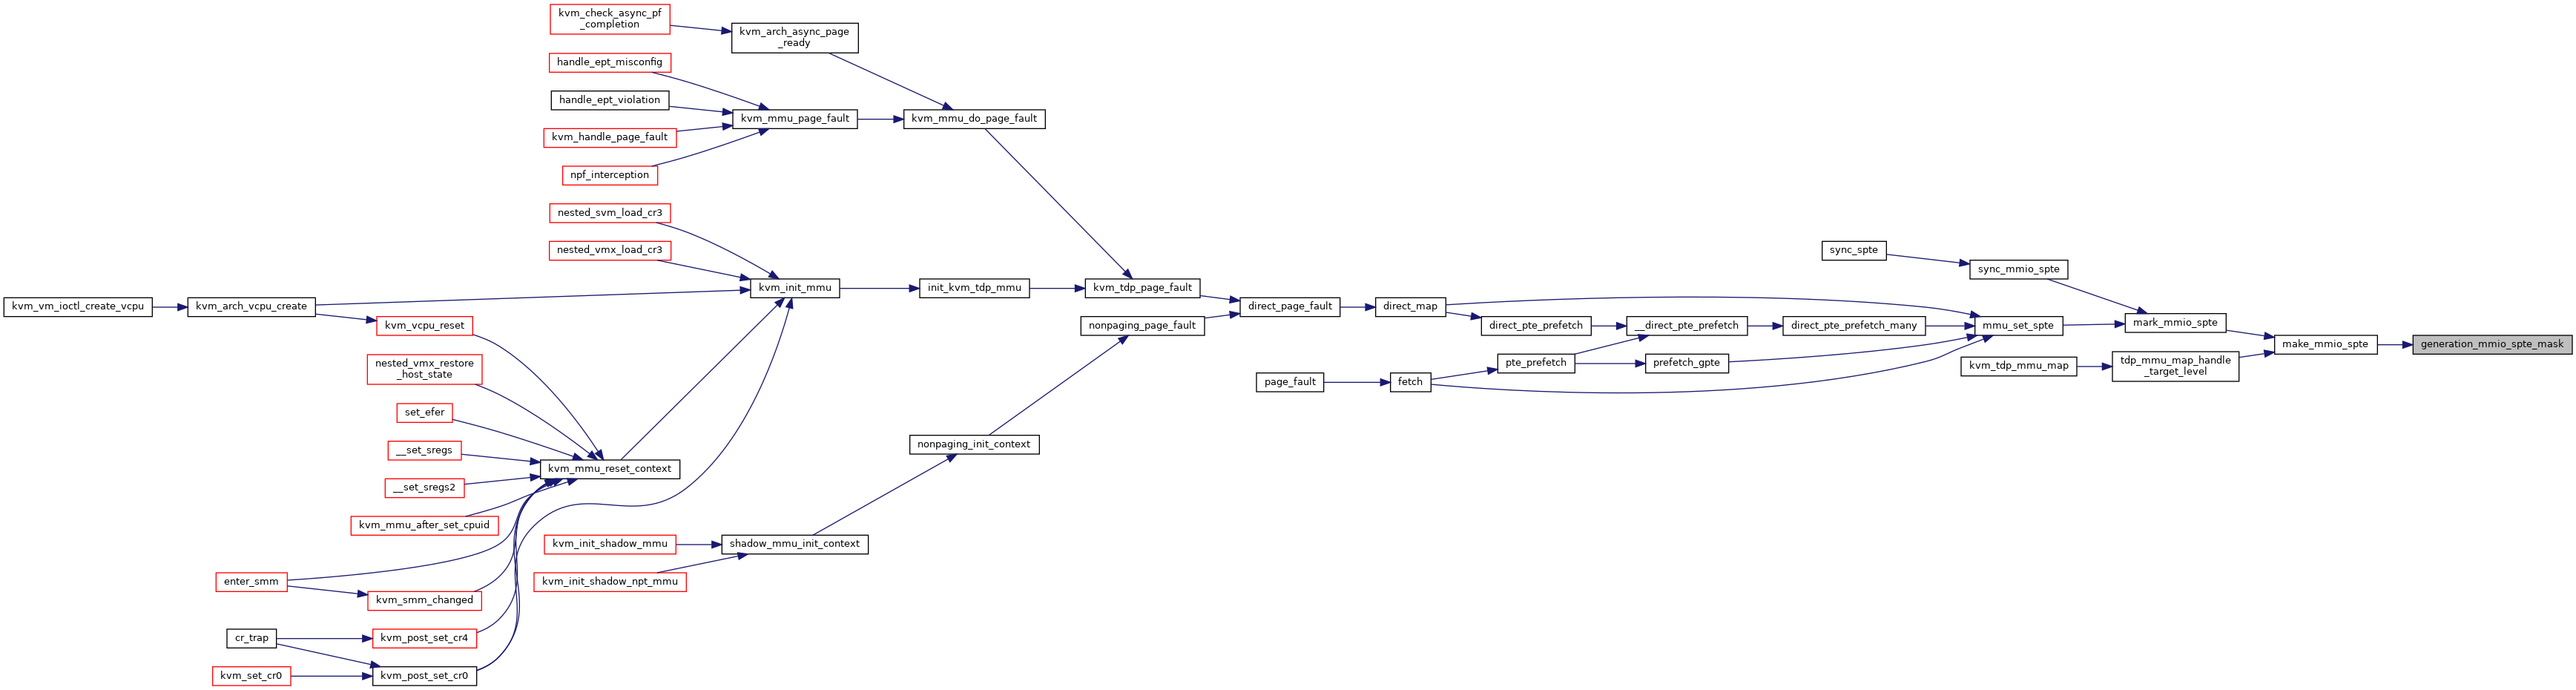 kvm_check_async_pf
_completion
kvm_arch_async_page
_ready
handle_ept_misconfig
handle_ept_violation
kvm_mmu_page_fault
kvm_mmu_do_page_fault
kvm_handle_page_fault
npf_interception
nested_svm_load_cr3
nested_vmx_load_cr3
sync_spte
sync_mmio_spte
kvm_init_mmu
init_kvm_tdp_mmu
kvm_tdp_page_fault
kvm_vm_ioctl_create_vcpu
kvm_arch_vcpu_create
direct_page_fault
direct_map
kvm_vcpu_reset
nonpaging_page_fault
direct_pte_prefetch
__direct_pte_prefetch
direct_pte_prefetch_many
mmu_set_spte
mark_mmio_spte
make_mmio_spte
generation_mmio_spte_mask
nested_vmx_restore
_host_state
pte_prefetch
prefetch_gpte
kvm_tdp_mmu_map
tdp_mmu_map_handle
_target_level
page_fault
fetch
set_efer
nonpaging_init_context
__set_sregs
kvm_mmu_reset_context
__set_sregs2
kvm_mmu_after_set_cpuid
kvm_init_shadow_mmu
shadow_mmu_init_context
enter_smm
kvm_init_shadow_npt_mmu
kvm_smm_changed
cr_trap
kvm_post_set_cr4
kvm_set_cr0
kvm_post_set_cr0